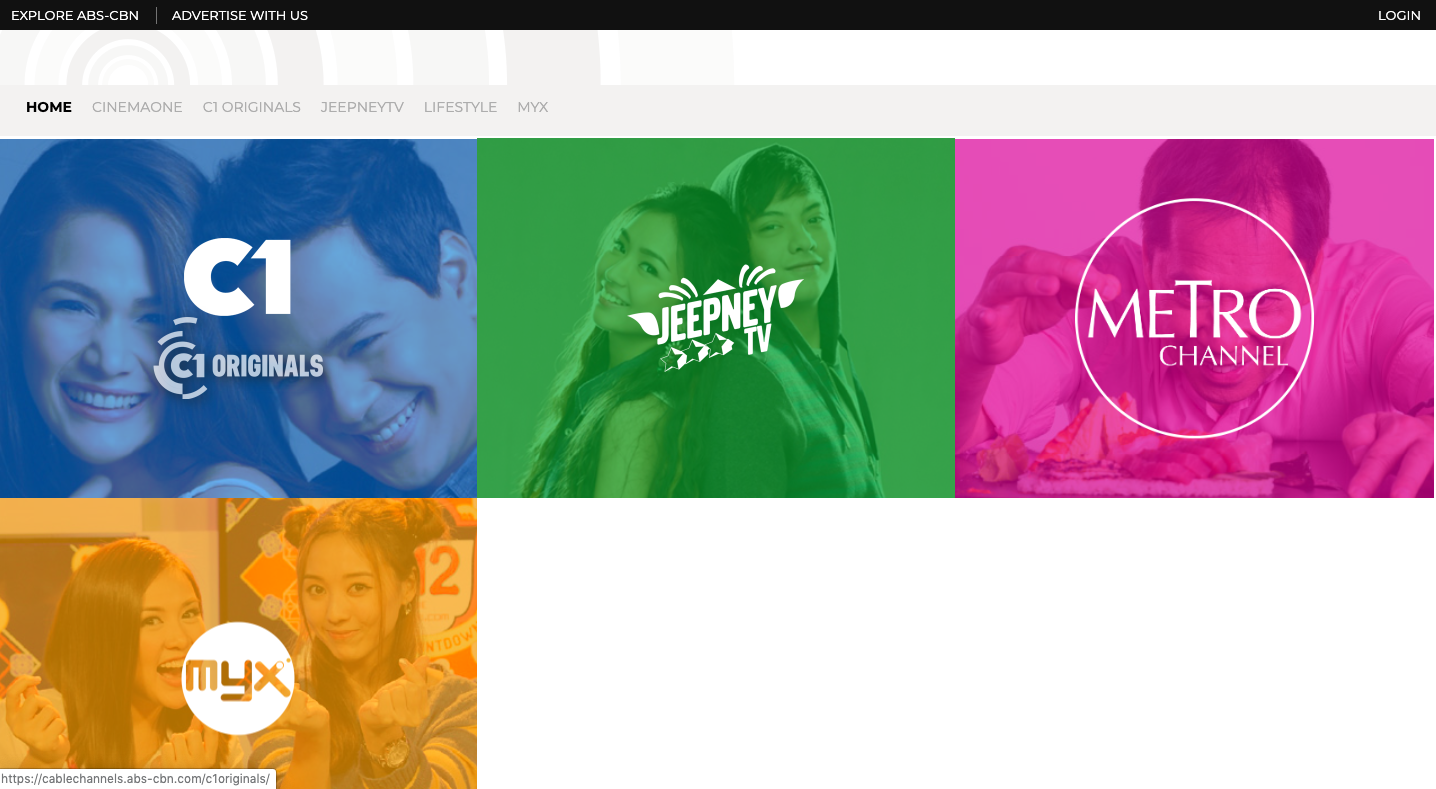 EXPLORE ABS-CBN ADVERTISE WITH US LOGIN
HOME CINEMAONE C1 ORIGINALS JEEPNEYTV LIFESTYLE MYX
C1
C1 ORIGINALS
JEEPNEY
TV
METRO
CHANNEL
12
myx
https://cablechannels.abs-cbn.com/c1originals/